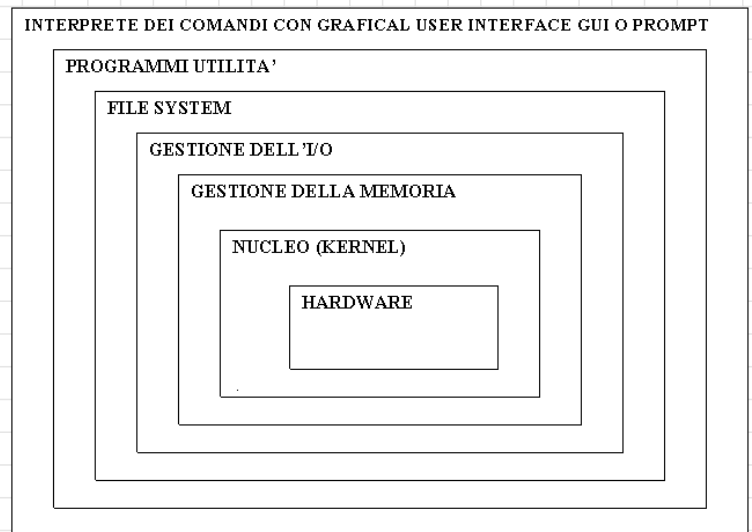 INTERPRETE DEI COMANDI CON GRAFICAL USER INTERFACE GUI O PROMPT
PROGRAMMI UTILITA’
FILE SYSTEM
GESTIONE DELL’I/O
GESTIONE DELLA MEMORIA
NUCLEO (KERNEL)
HARDWARE